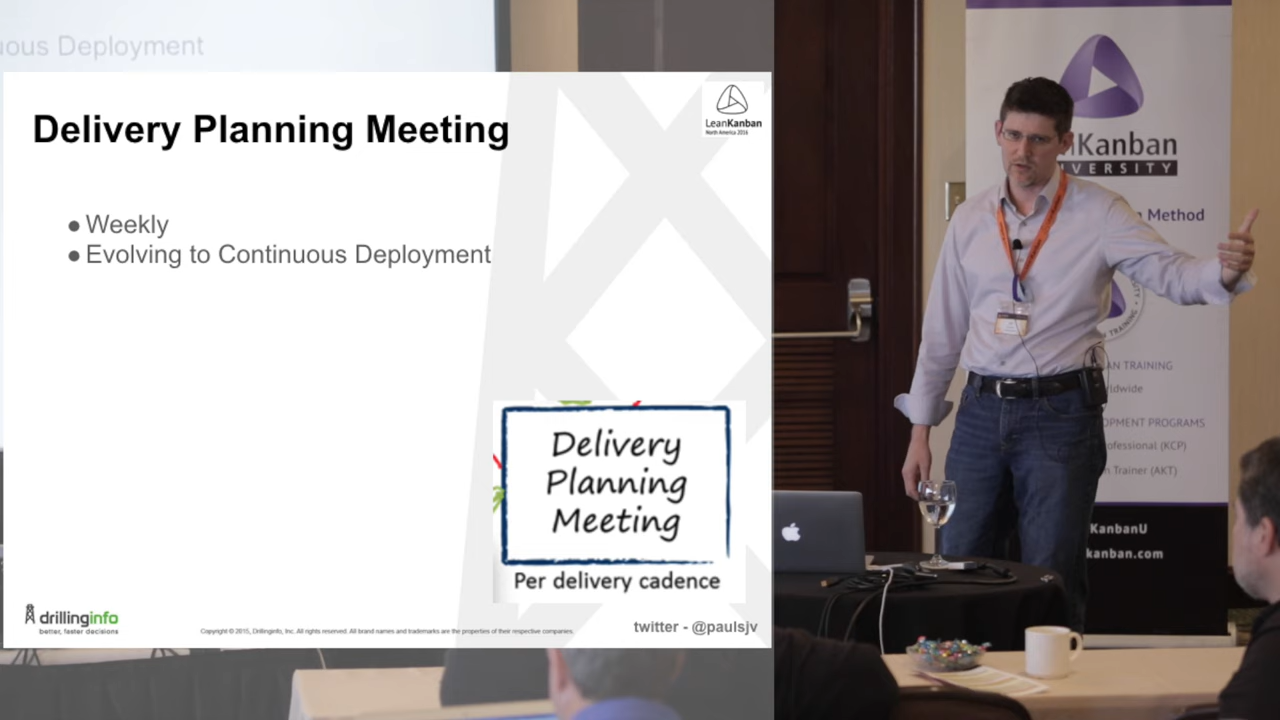 uous Deployment
Delivery Planning Meeting
LeanKanban
North America 2016
● Weekly
● Evolving to Continuous Deployment
Delivery
Planning
Meeting
Per delivery cadence
drillinginfo
better, faster decisions
Copyright © 2015, Drillinginfo, Inc. All rights reserved. All brand names and trademarks are the properties of their respective companies.
twitter - @paulsjv
Kanban
VERSITY
Method
TRAINING
AN TRAINING
ldwide
OPMENT PROGRAMS
ofessional (KCP)
n Trainer (AKT)
KanbanU
kanban.com